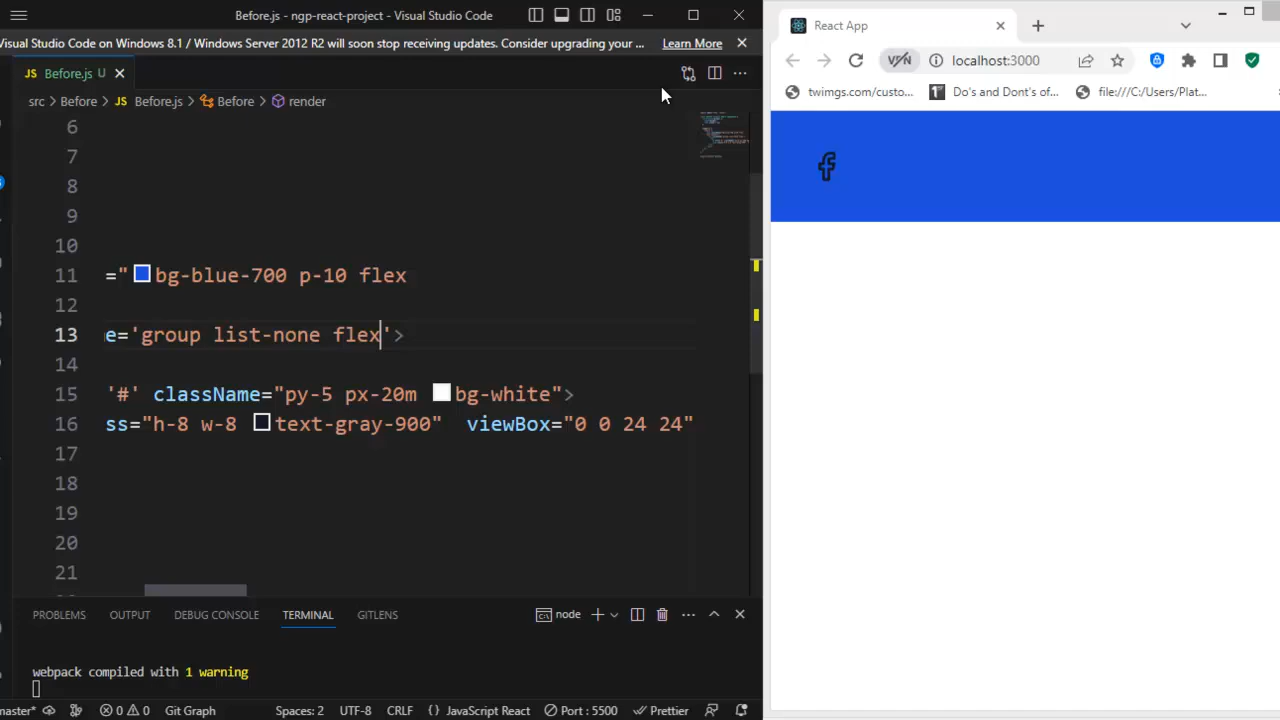 Before.js - ngp-react-project - Visual Studio Code
Visual Studio Code on Windows 8.1 / Windows Server 2012 R2 will soon stop receiving updates. Consider upgrading your ... Learn More
JS Before.js U
src > Before > JS Before.js > Before > render
6
7
8
9
10
11 ="bg-blue-700 p-10 flex
12
13 e='group list-none flex'>
14
15 '#' className="py-5 px-20m bg-white">
16 ss="h-8 w-8 text-gray-900" viewBox="0 0 24 24"
17
18
19
20
21
PROBLEMS OUTPUT DEBUG CONSOLE TERMINAL GITLENS
node
webpack compiled with 1 warning
master* 0 0 Git Graph Spaces: 2 UTF-8 CRLF {} JavaScript React Port : 5500 Prettier
React App
VPN localhost:3000
twimgs.com/custo... Do's and Dont's of... file:///C:/Users/Plat...